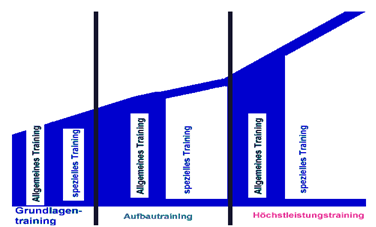 Allgemeines Training
spezielles Training
Allgemeines Training
spezielles Training
Allgemeines Training
spezielles Training
Grundlagen-
training
Aufbautraining
Höchstleistungstraining